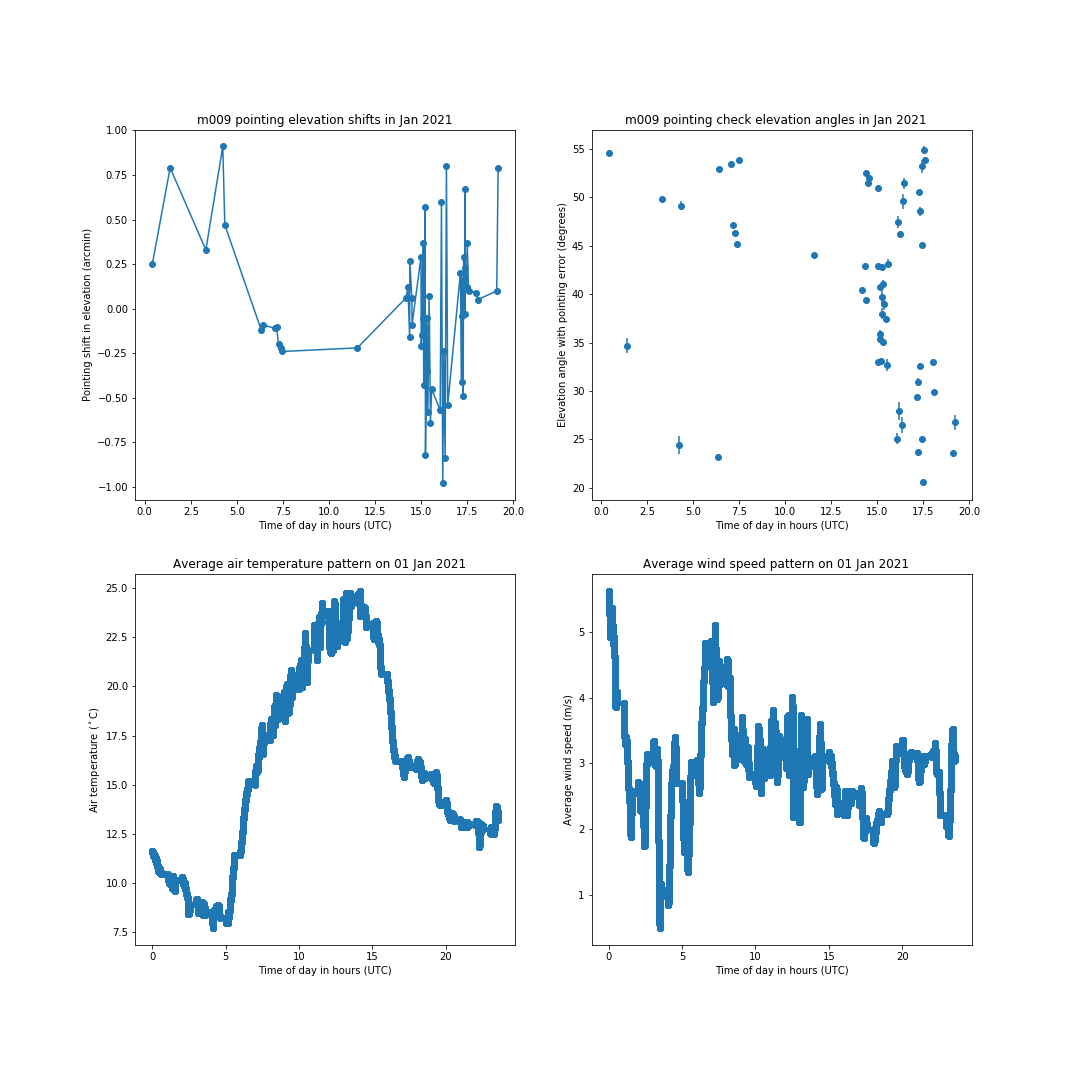 m009 pointing elevation shifts in Jan 2021
1.00
0.75
0.50
0.25
0.00
−0.25
−0.50
−0.75
−1.00
Pointing shift in elevation (arcmin)
0.0 2.5 5.0 7.5 10.0 12.5 15.0 17.5 20.0
Time of day in hours (UTC)
m009 pointing check elevation angles in Jan 2021
55
50
45
40
35
30
25
20
Elevation angle with pointing error (degrees)
0.0 2.5 5.0 7.5 10.0 12.5 15.0 17.5 20.0
Time of day in hours (UTC)
Average air temperature pattern on 01 Jan 2021
25.0
22.5
20.0
17.5
15.0
12.5
10.0
7.5
Air temperature (°C)
0 5 10 15 20
Time of day in hours (UTC)
Average wind speed pattern on 01 Jan 2021
5
4
3
2
1
Average wind speed (m/s)
0 5 10 15 20
Time of day in hours (UTC)